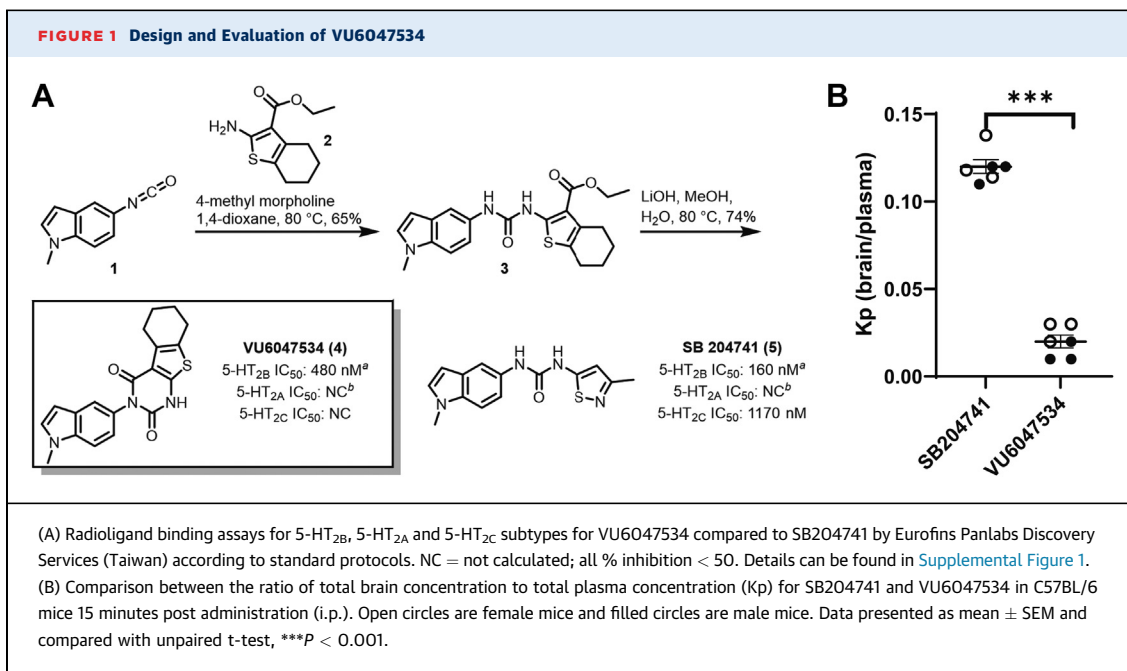 FIGURE 1 Design and Evaluation of VU6047534
A
O
O
H₂N
S
2
N=C=O
N
1
4-methyl morpholine
1,4-dioxane, 80 °C, 65%
H
N
O
H
N
S
O
O
N
3
LiOH, MeOH,
H₂O, 80 °C, 74%
O
S
N
NH
O
N
VU6047534 (4)
5-HT₂B IC₅₀: 480 nMᵃ
5-HT₂A IC₅₀: NCᵇ
5-HT₂C IC₅₀: NC
H
N
O
H
N
S
N
N
SB 204741 (5)
5-HT₂B IC₅₀: 160 nMᵃ
5-HT₂A IC₅₀: NCᵇ
5-HT₂C IC₅₀: 1170 nM
B
***
Kp (brain/plasma)
0.15
0.10
0.05
0.00
SB204741
VU6047534
(A) Radioligand binding assays for 5-HT₂B, 5-HT₂A and 5-HT₂C subtypes for VU6047534 compared to SB204741 by Eurofins Panlabs Discovery
Services (Taiwan) according to standard protocols. NC = not calculated; all % inhibition < 50. Details can be found in Supplemental Figure 1.
(B) Comparison between the ratio of total brain concentration to total plasma concentration (Kp) for SB204741 and VU6047534 in C57BL/6
mice 15 minutes post administration (i.p.). Open circles are female mice and filled circles are male mice. Data presented as mean ± SEM and
compared with unpaired t-test, ***P < 0.001.